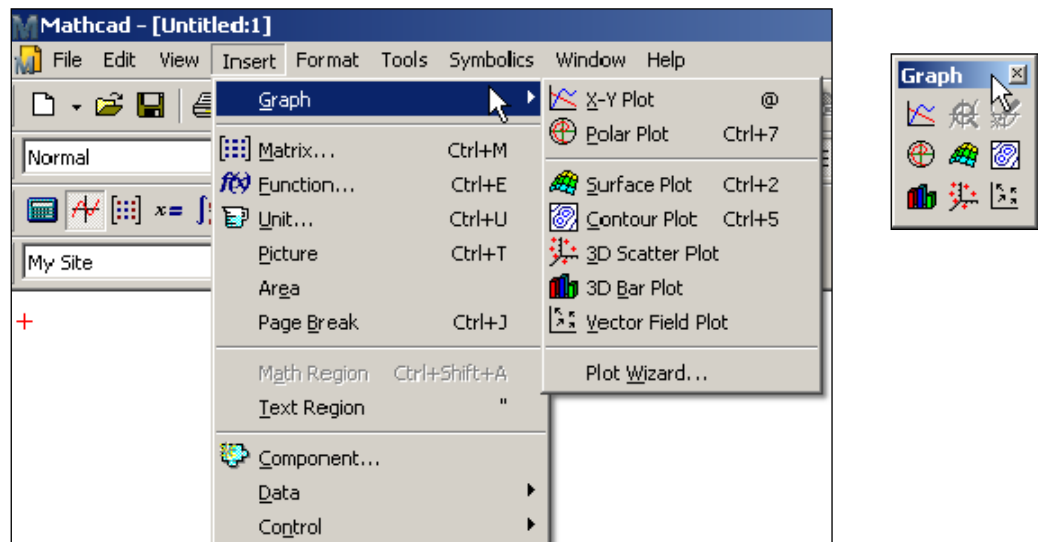 Mathcad - [Untitled:1]
File Edit View Insert Format Tools Symbolics Window Help
Normal
x=
My Site
Graph
[:::] Matrix... Ctrl+M
f(x) Function... Ctrl+E
Unit... Ctrl+U
Picture Ctrl+T
Area
Page Break Ctrl+J
Math Region Ctrl+Shift+A
Text Region "
Component...
Data
Control
X-Y Plot @
Polar Plot Ctrl+7
Surface Plot Ctrl+2
Contour Plot Ctrl+5
3D Scatter Plot
3D Bar Plot
Vector Field Plot
Plot Wizard...
Graph